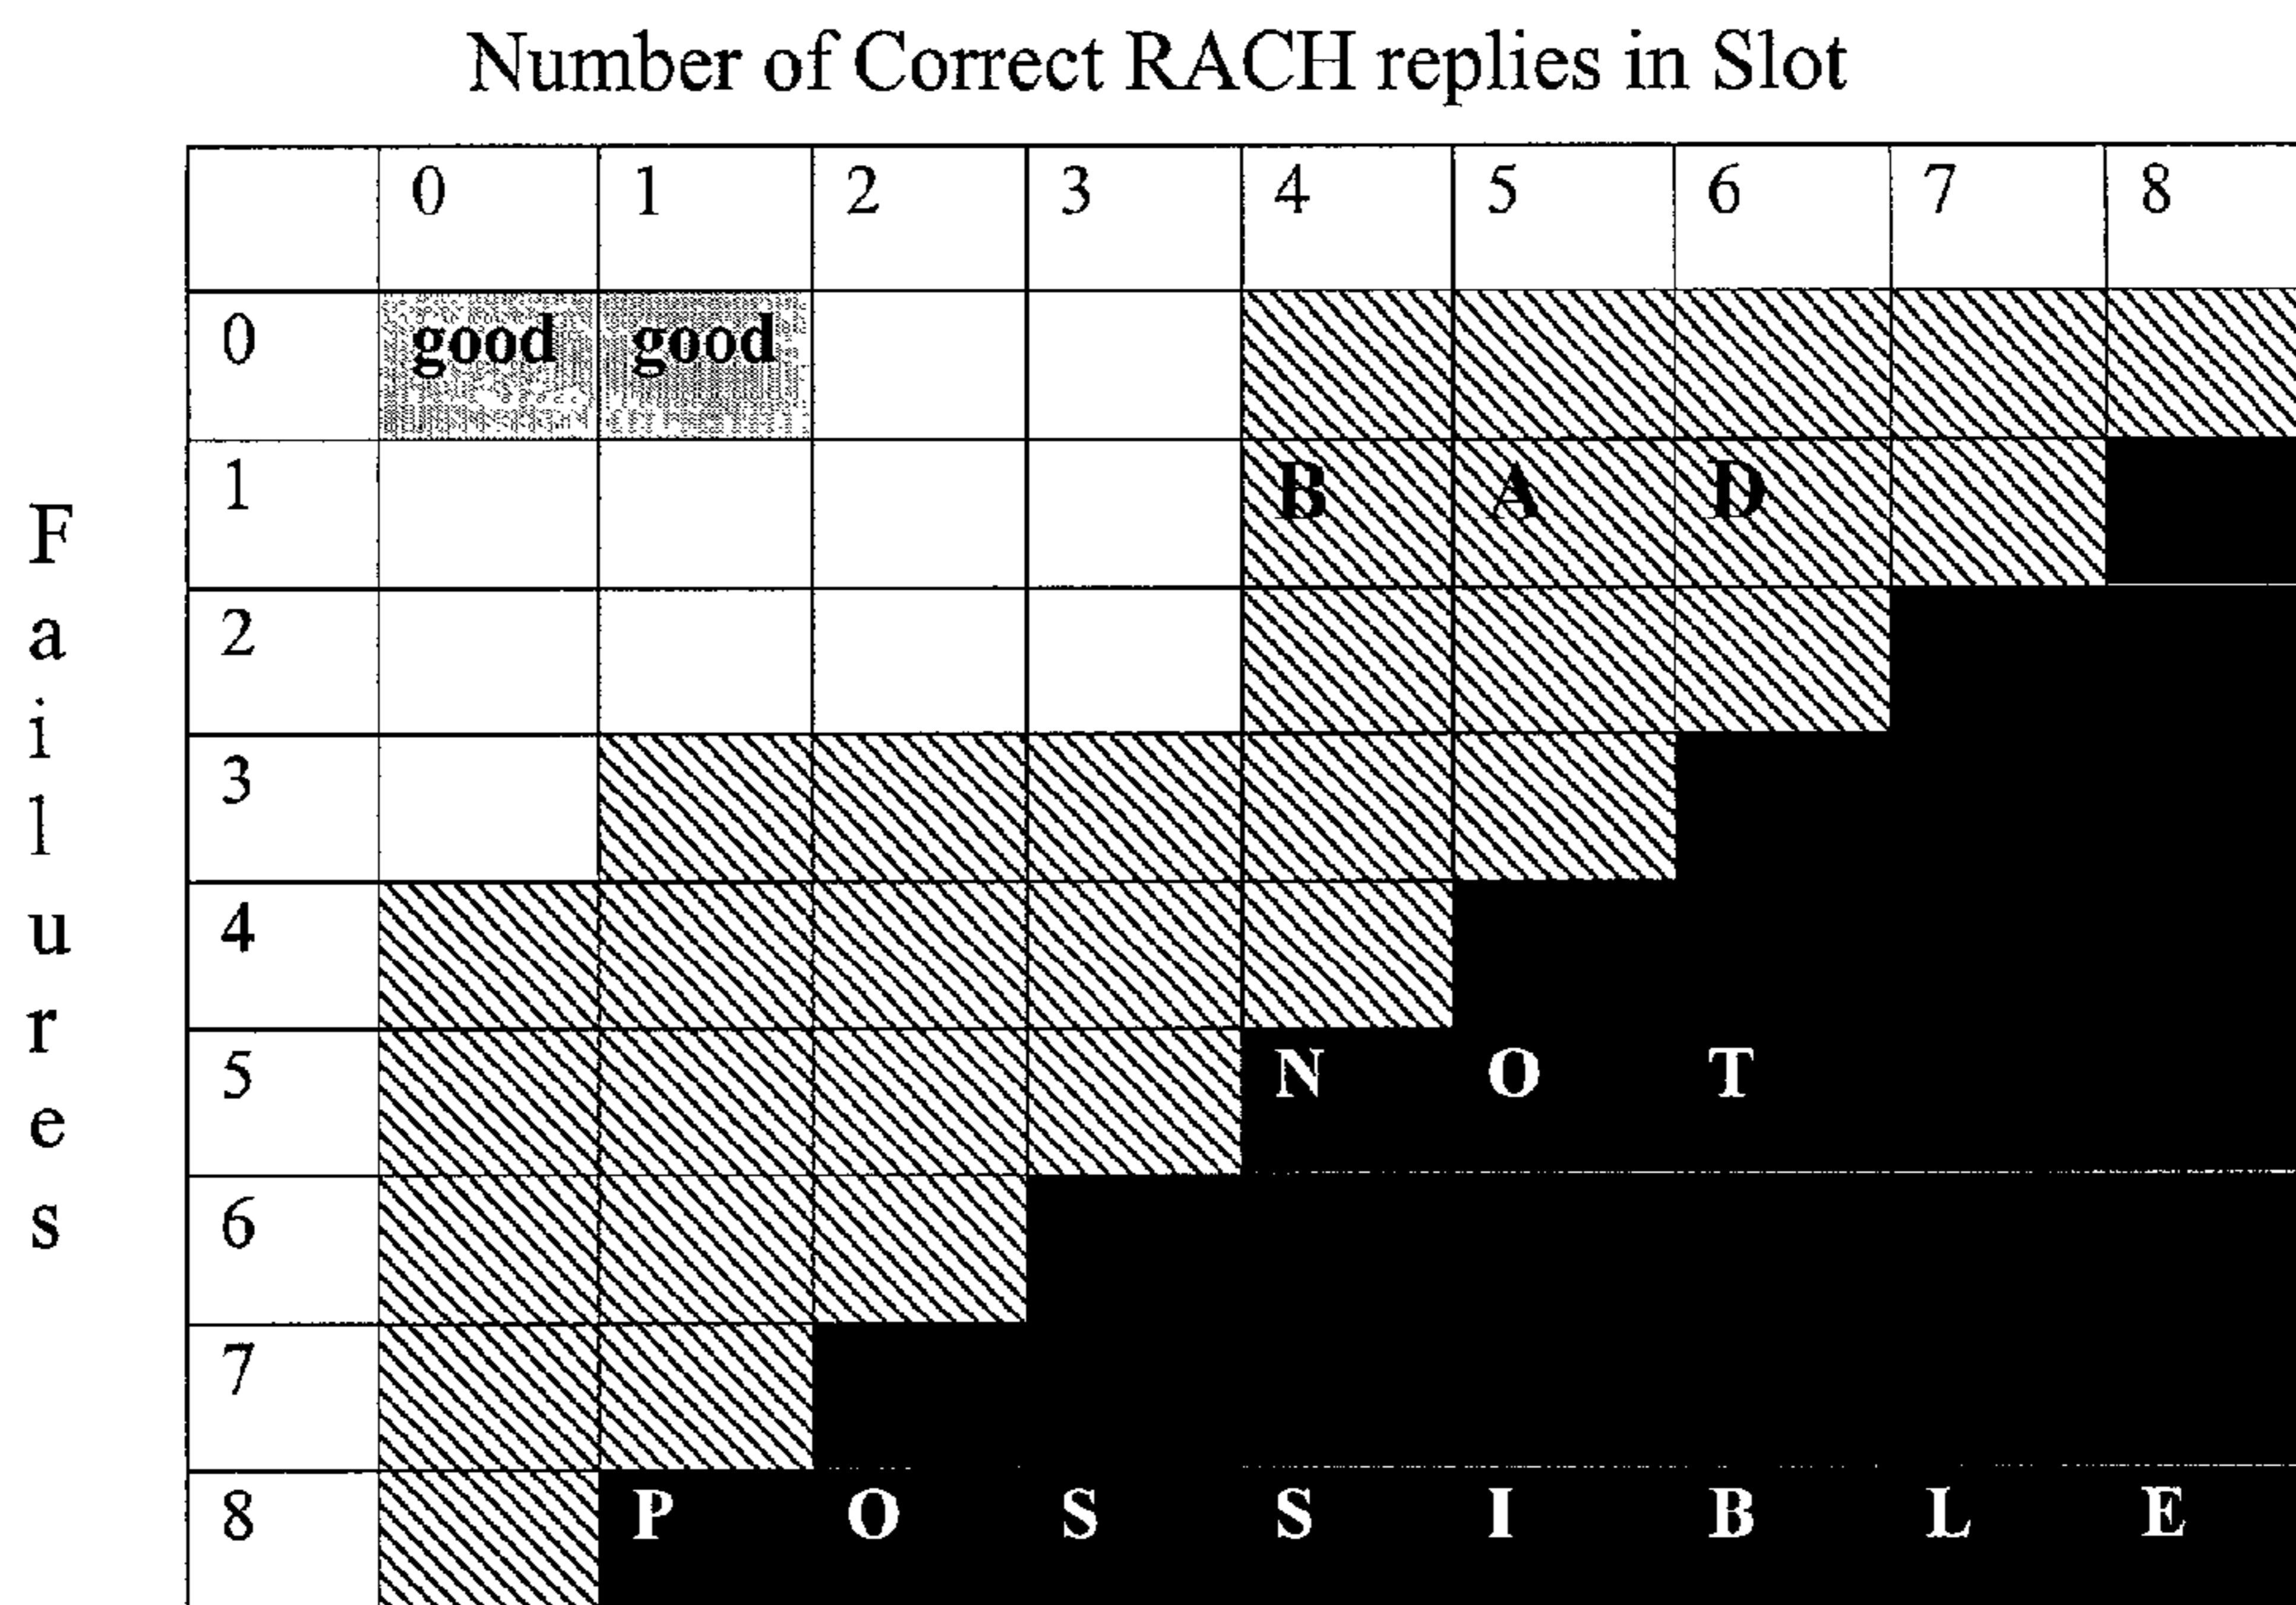 Number of Correct RACH replies in Slot
0 1 2 3 4 5 6 7 8
0 good good
1 B A D
2
3
4
5 N O T
6
7
8 P O S S I B L E
F
a
i
l
u
r
e
s